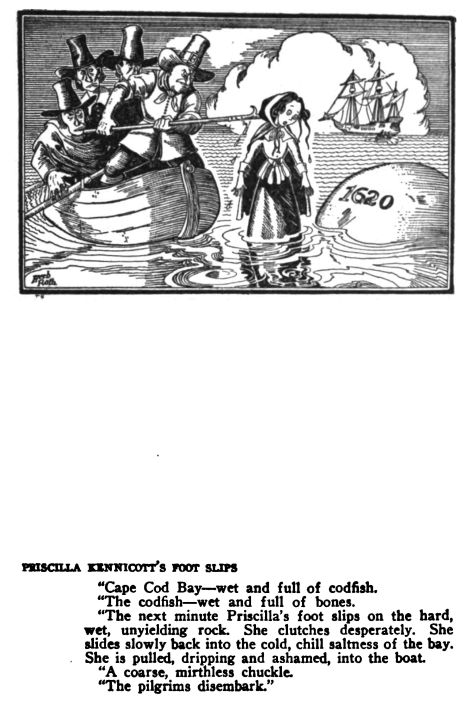 1620
Herb
Roth
PRISCILLA KENNICOTT'S FOOT SLIPS
"Cape Cod Bay—wet and full of codfish.
"The codfish—wet and full of bones.
"The next minute Priscilla's foot slips on the hard,
wet, unyielding rock. She clutches desperately. She
slides slowly back into the cold, chill saltness of the bay.
She is pulled, dripping and ashamed, into the boat.
"A coarse, mirthless chuckle.
"The pilgrims disembark."